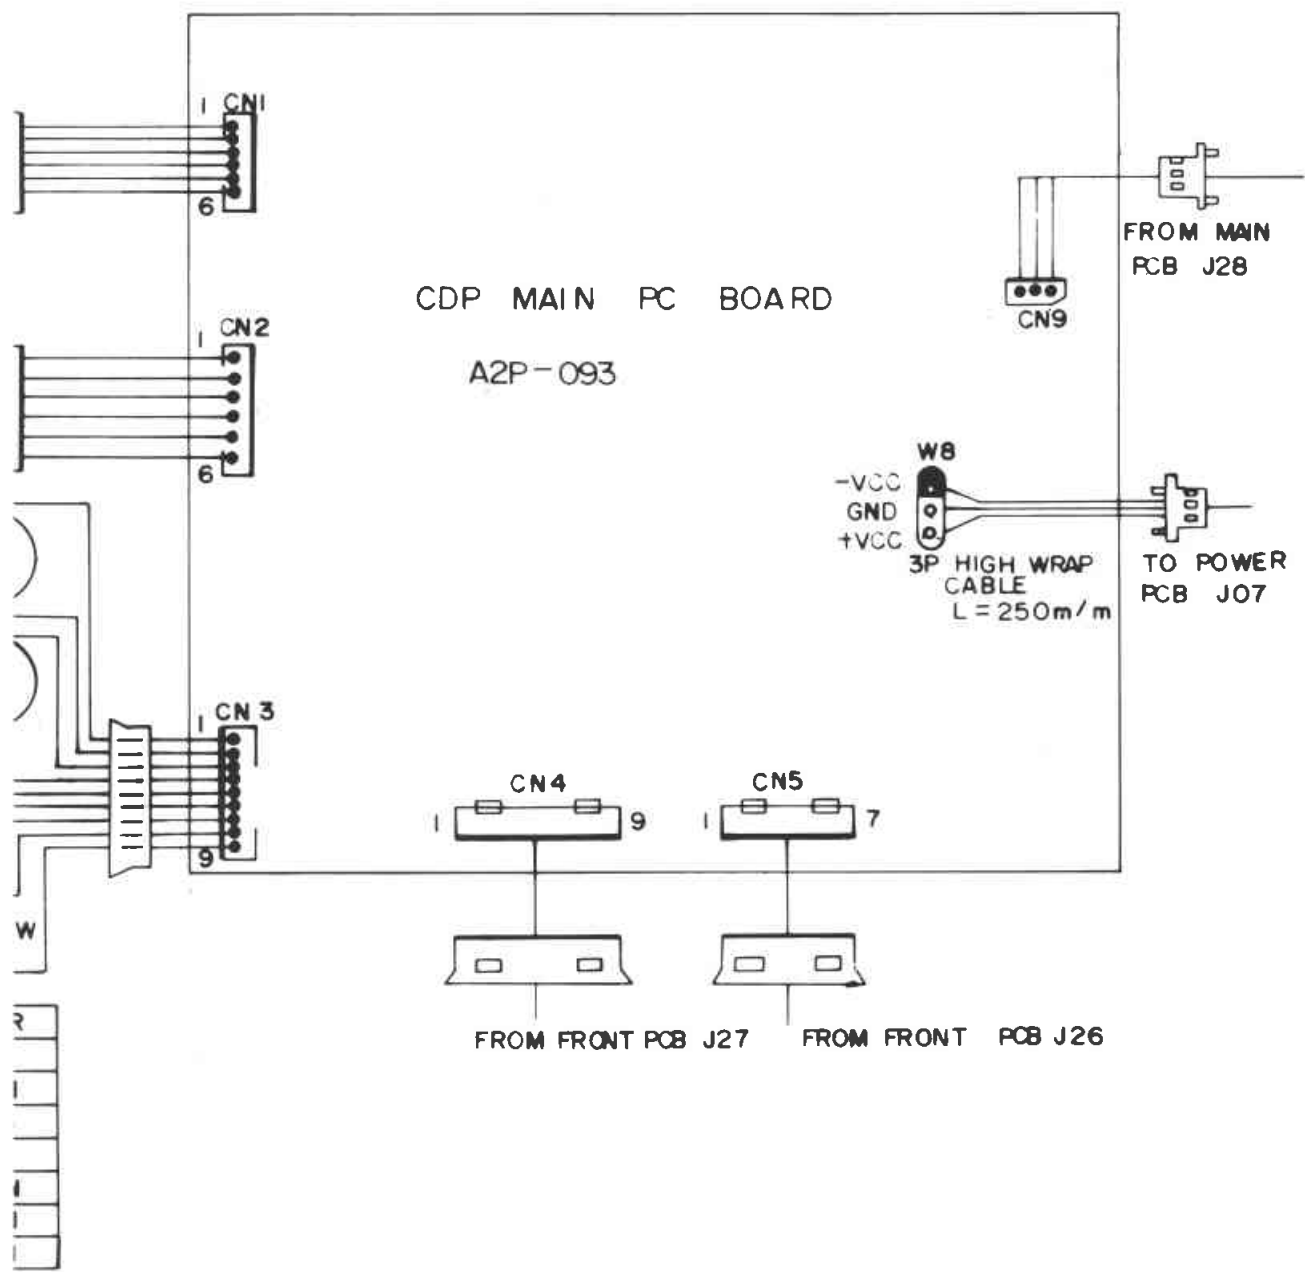 1 CN1
6
FROM MAIN
PCB J28
CDP MAIN PC BOARD
CN9
1 CN2
A2P-093
6
W8
-VCC
GND
+VCC
3P HIGH WRAP
CABLE
L=250m/m
TO POWER
PCB J07
1 CN3
9
CN4
1 9
CN5
1 7
W
FROM FRONT PCB J27
FROM FRONT PCB J26
R